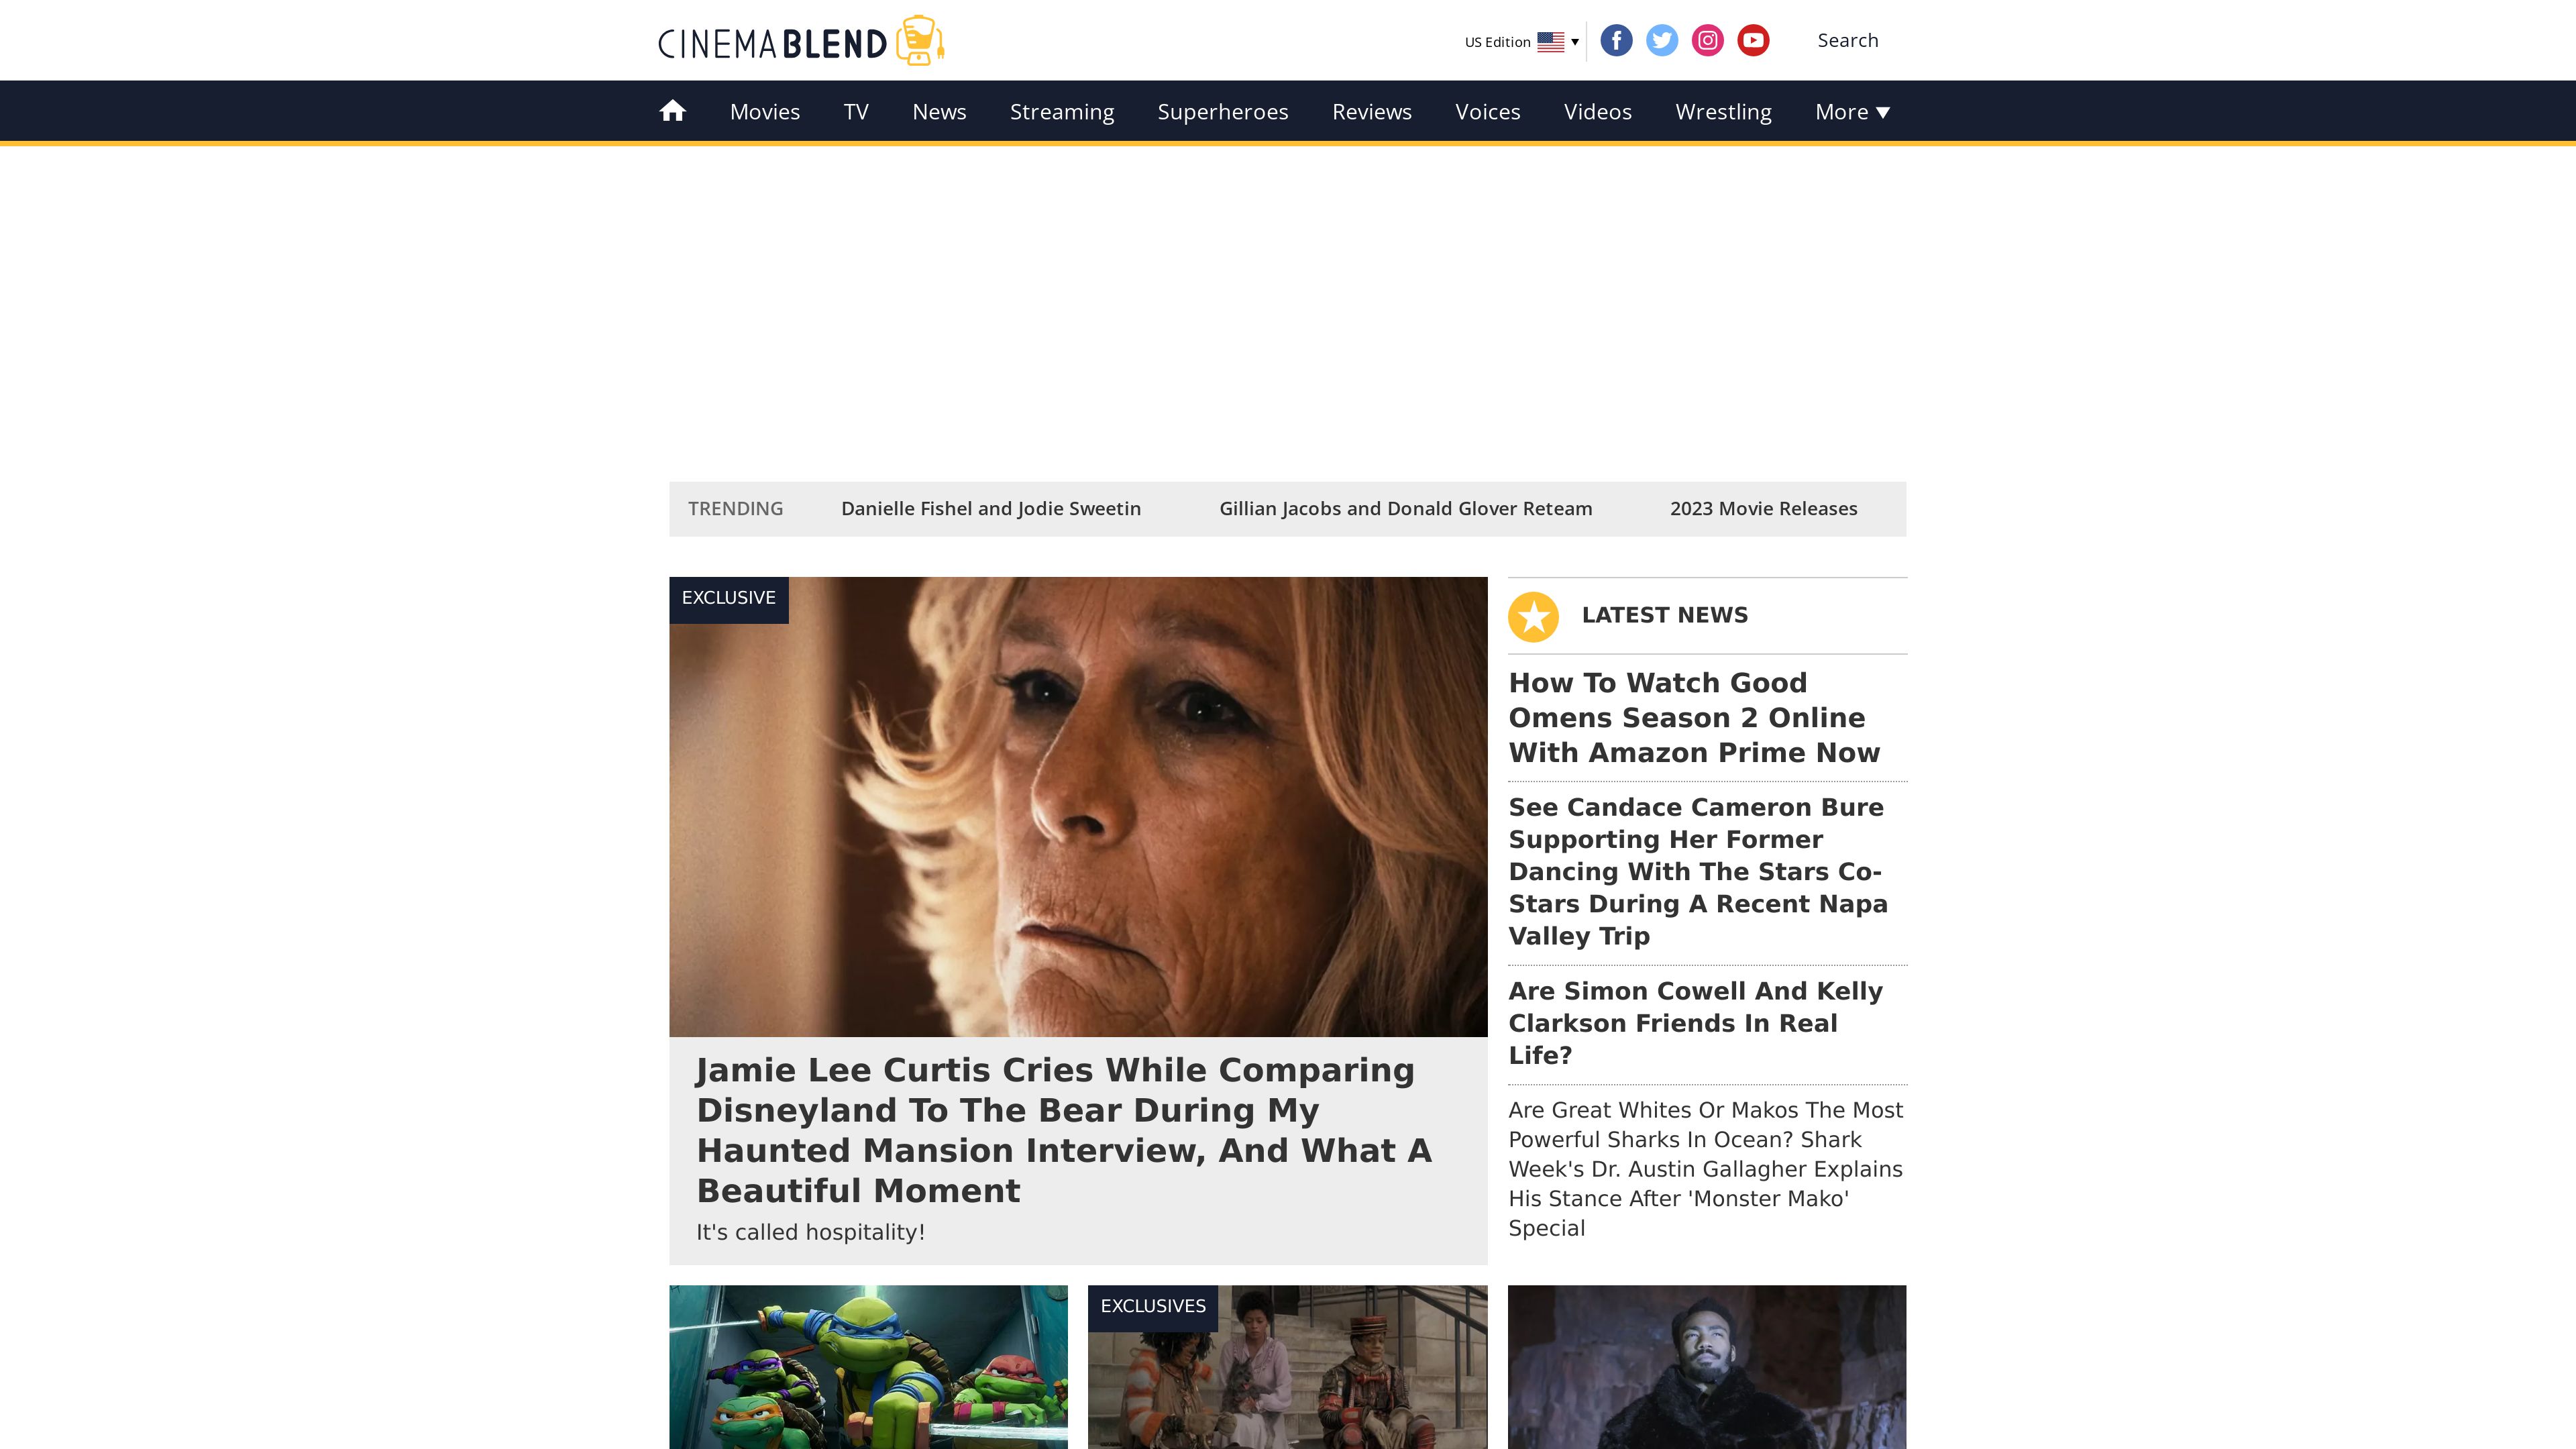 CINEMABLEND
US Edition
Search
Movies TV News Streaming Superheroes Reviews Voices Videos Wrestling More
TRENDING Danielle Fishel and Jodie Sweetin Gillian Jacobs and Donald Glover Reteam 2023 Movie Releases
EXCLUSIVE
Jamie Lee Curtis Cries While Comparing
Disneyland To The Bear During My
Haunted Mansion Interview, And What A
Beautiful Moment
It's called hospitality!
LATEST NEWS
How To Watch Good
Omens Season 2 Online
With Amazon Prime Now
See Candace Cameron Bure
Supporting Her Former
Dancing With The Stars Co-
Stars During A Recent Napa
Valley Trip
Are Simon Cowell And Kelly
Clarkson Friends In Real
Life?
Are Great Whites Or Makos The Most
Powerful Sharks In Ocean? Shark
Week's Dr. Austin Gallagher Explains
His Stance After 'Monster Mako'
Special
EXCLUSIVES